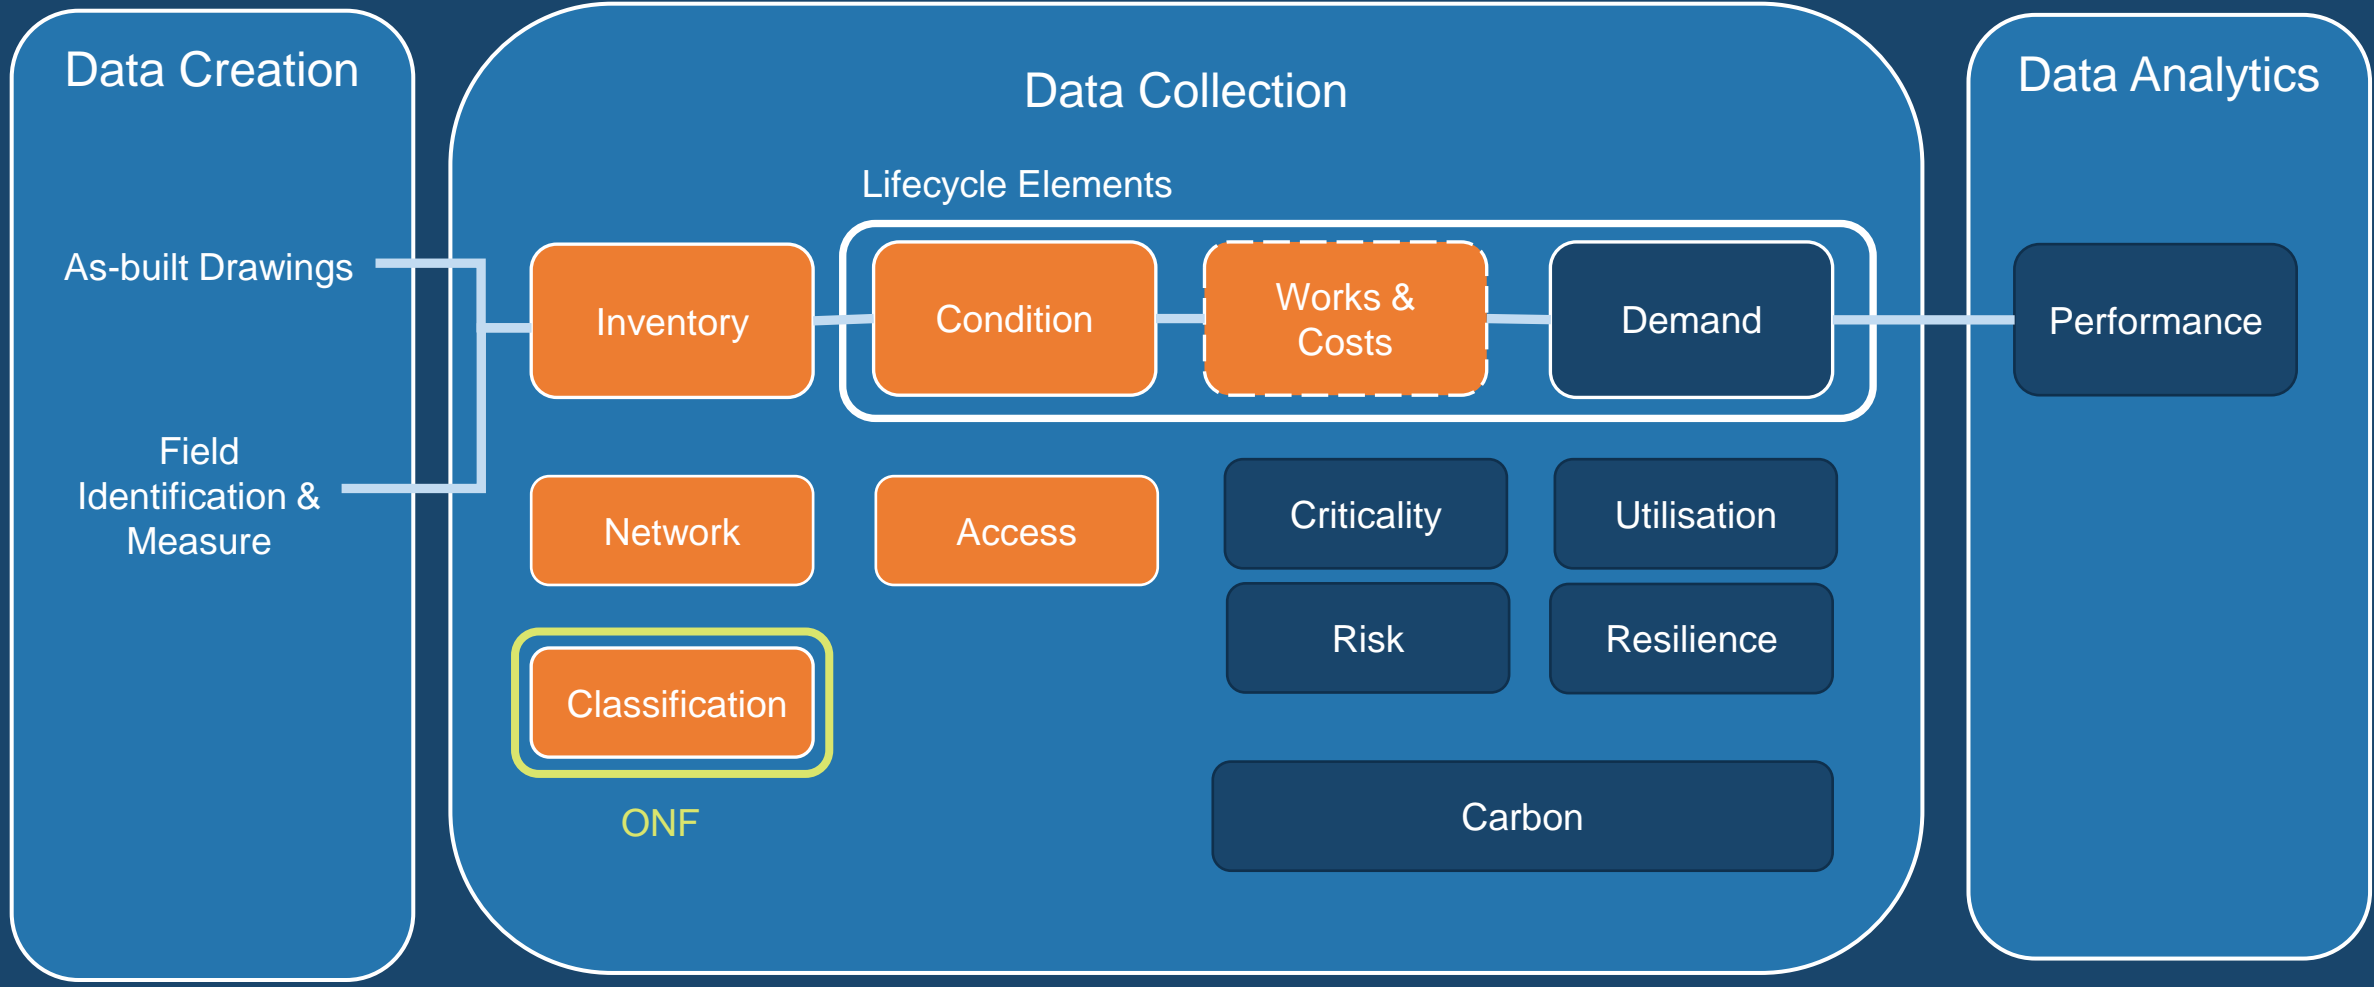 Data Creation
As-built Drawings
Field
Identification &
Measure
Data Collection
Lifecycle Elements
Inventory
Condition
Works &
Costs
Demand
Network
Access
Criticality
Utilisation
Risk
Resilience
Classification
ONF
Carbon
Data Analytics
Performance